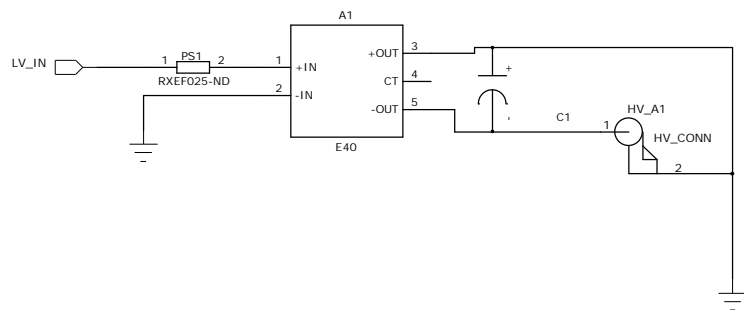 A1
LV_IN
1 PS1 2
RXEF025-ND
1 +IN
2 -IN
+OUT 3
CT 4
-OUT 5
E40
+
-
C1
HV_A1
1
HV_CONN
2